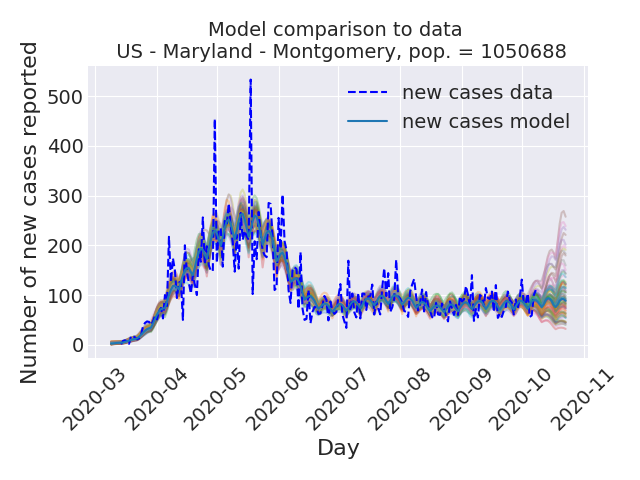 Model comparison to data
US - Maryland - Montgomery, pop. = 1050688
Number of new cases reported
500
400
300
200
100
0
new cases data
new cases model
2020-03
2020-04
2020-05
2020-06
2020-07
2020-08
2020-09
2020-10
2020-11
Day